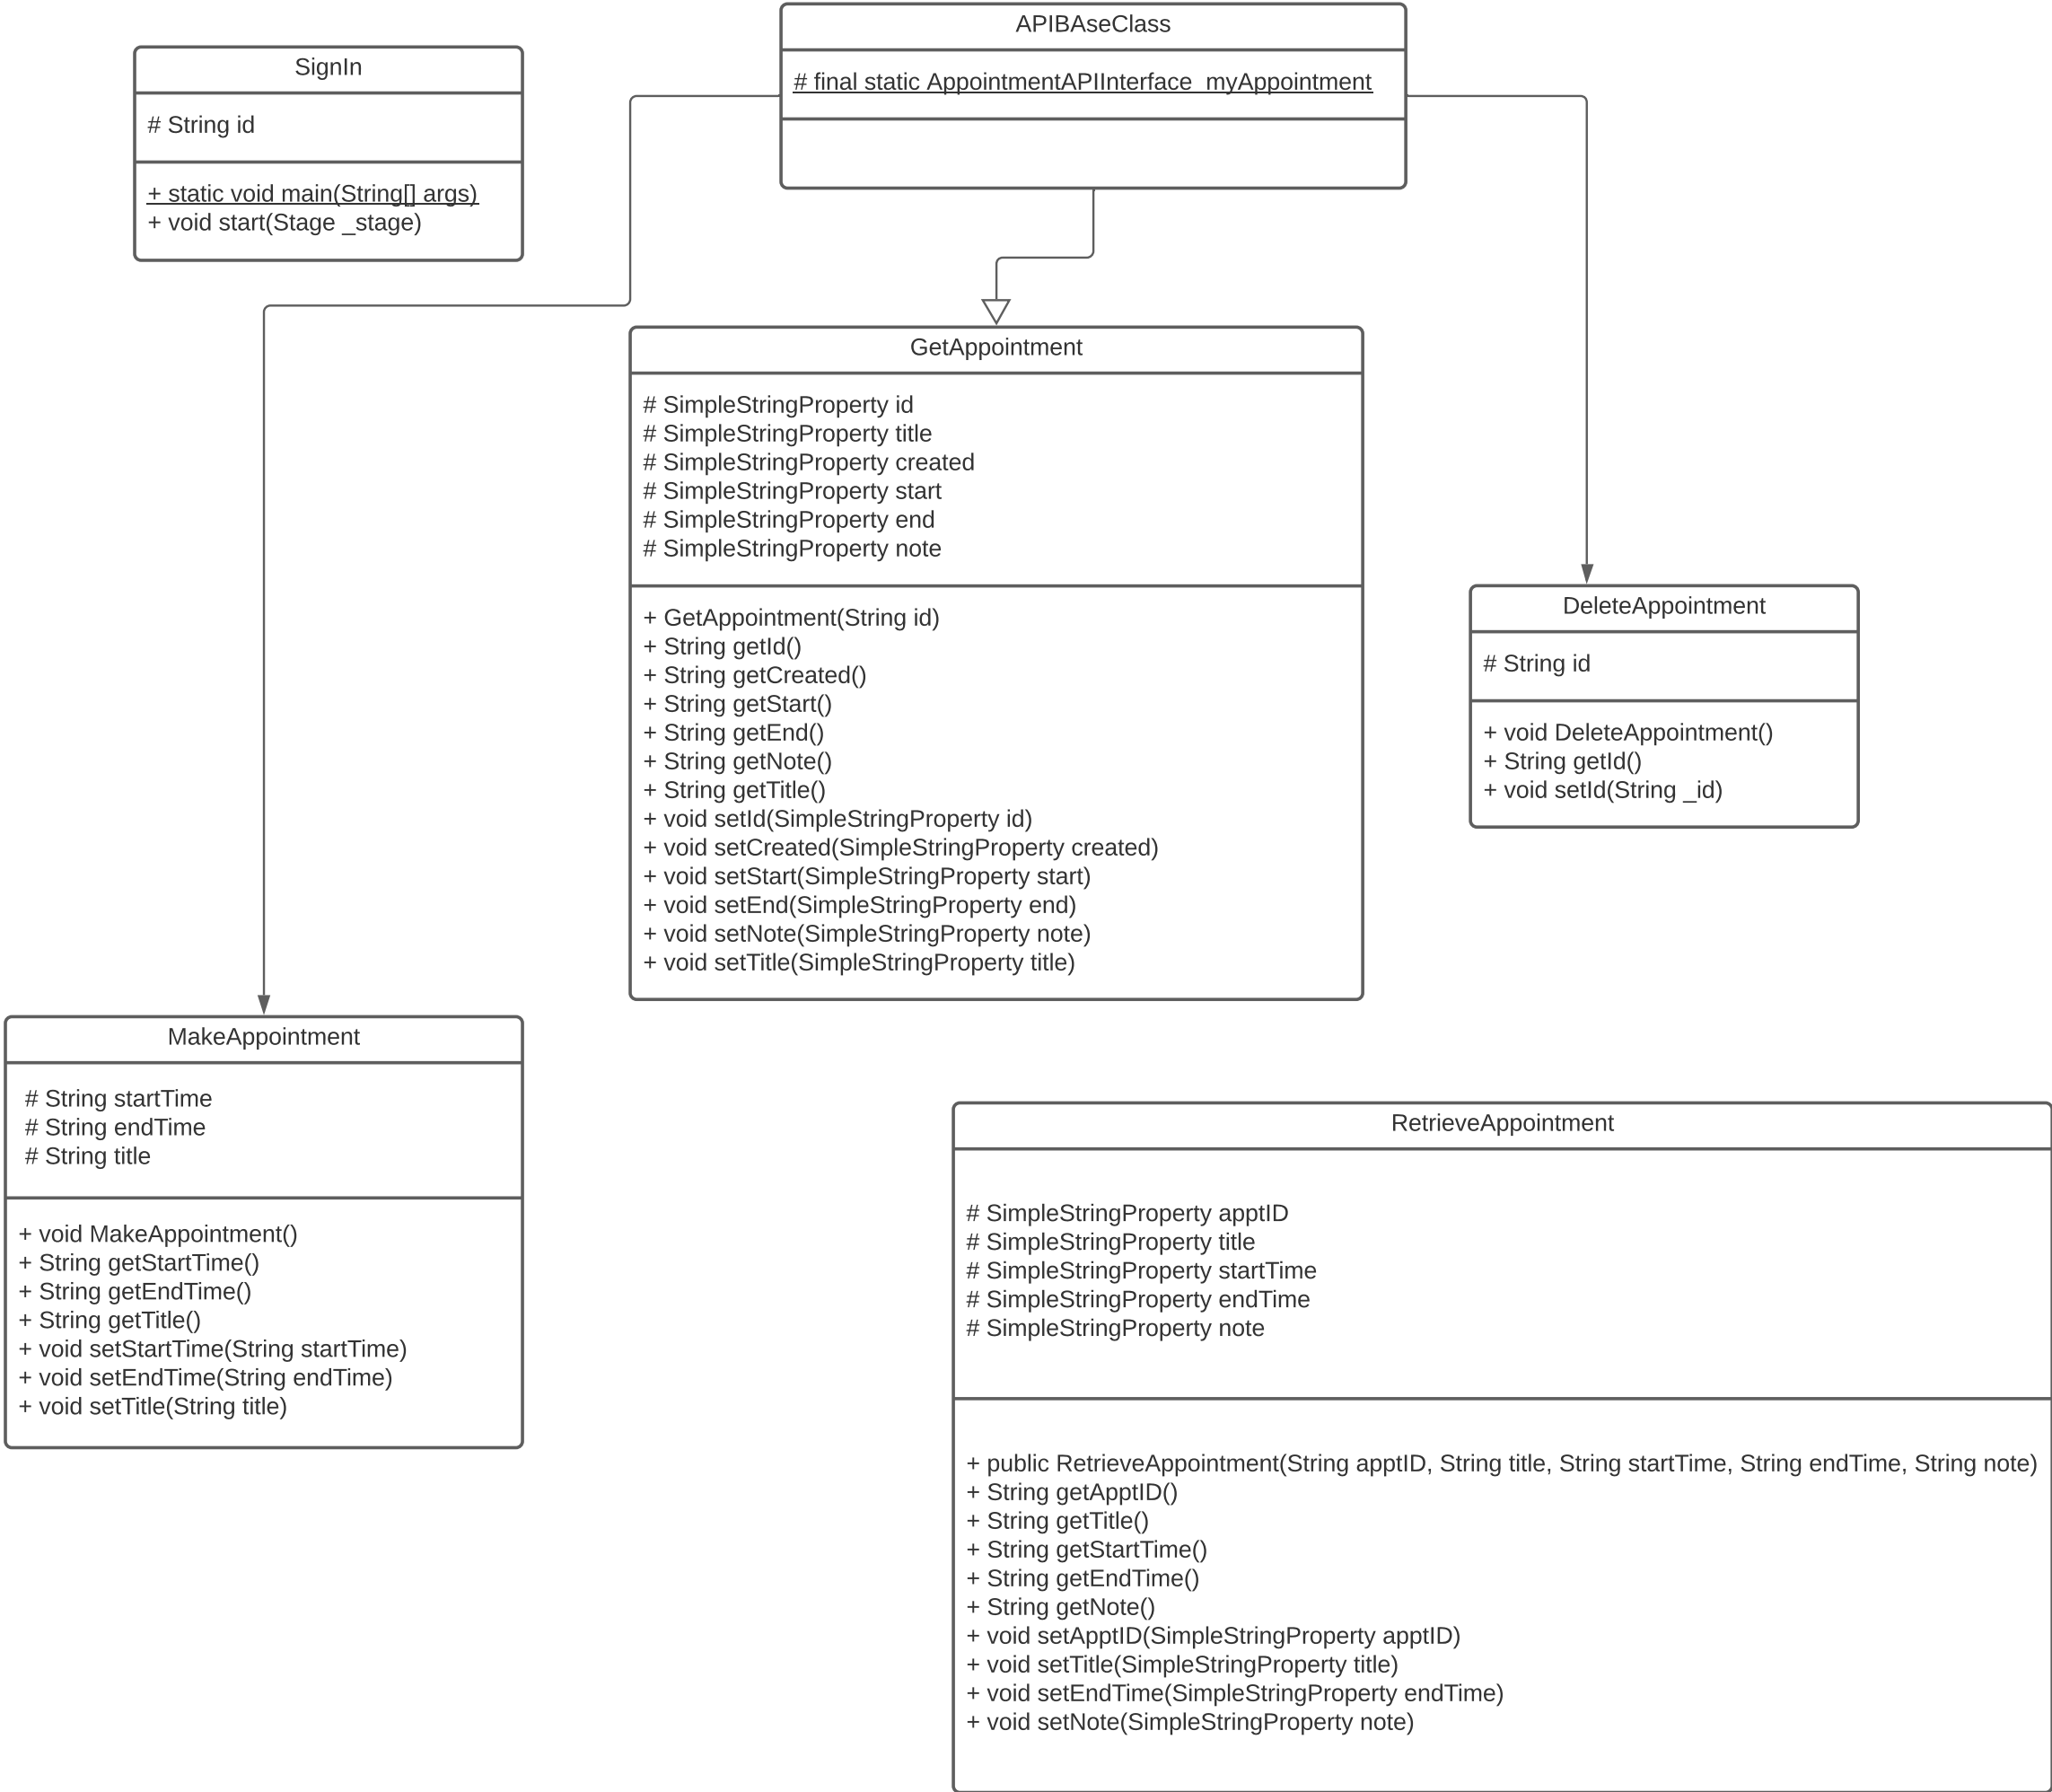 APIBAseClass
# final static AppointmentAPIInterface  myAppointment
SignIn
# String id
+ static void main(String[] args)
+ void start(Stage _stage)
GetAppointment
# SimpleStringProperty id
# SimpleStringProperty title
# SimpleStringProperty created
# SimpleStringProperty start
# SimpleStringProperty end
# SimpleStringProperty note
+ GetAppointment(String id)
+ String getId()
+ String getCreated()
+ String getStart()
+ String getEnd()
+ String getNote()
+ String getTitle()
+ void setId(SimpleStringProperty id)
+ void setCreated(SimpleStringProperty created)
+ void setStart(SimpleStringProperty start)
+ void setEnd(SimpleStringProperty end)
+ void setNote(SimpleStringProperty note)
+ void setTitle(SimpleStringProperty title)
DeleteAppointment
# String id
+ void DeleteAppointment()
+ String getId()
+ void setId(String _id)
MakeAppointment
# String startTime
# String endTime
# String title
+ void MakeAppointment()
+ String getStartTime()
+ String getEndTime()
+ String getTitle()
+ void setStartTime(String startTime)
+ void setEndTime(String endTime)
+ void setTitle(String title)
RetrieveAppointment
# SimpleStringProperty apptID
# SimpleStringProperty title
# SimpleStringProperty startTime
# SimpleStringProperty endTime
# SimpleStringProperty note
+ public RetrieveAppointment(String apptID, String title, String startTime, String endTime, String note)
+ String getApptID()
+ String getTitle()
+ String getStartTime()
+ String getEndTime()
+ String getNote()
+ void setApptID(SimpleStringProperty apptID)
+ void setTitle(SimpleStringProperty title)
+ void setEndTime(SimpleStringProperty endTime)
+ void setNote(SimpleStringProperty note)